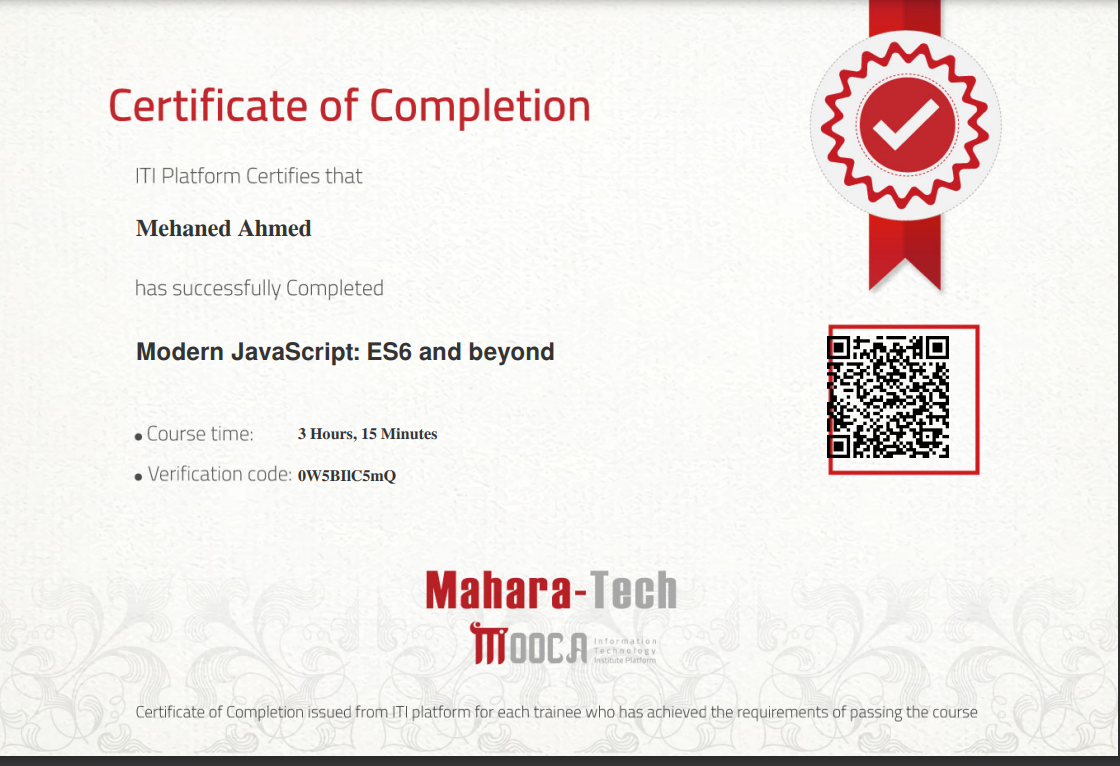 Certificate of Completion
ITI Platform Certifies that
Mehaned Ahmed
has successfully Completed
Modern JavaScript: ES6 and beyond
Course time: 3 Hours, 15 Minutes
Verification code: 0W5BIlC5mQ
Mahara-Tech
iTiMOOCA
Information
Technology
Institute Platform
Certificate of Completion issued from ITI platform for each trainee who has achieved the requirements of passing the course